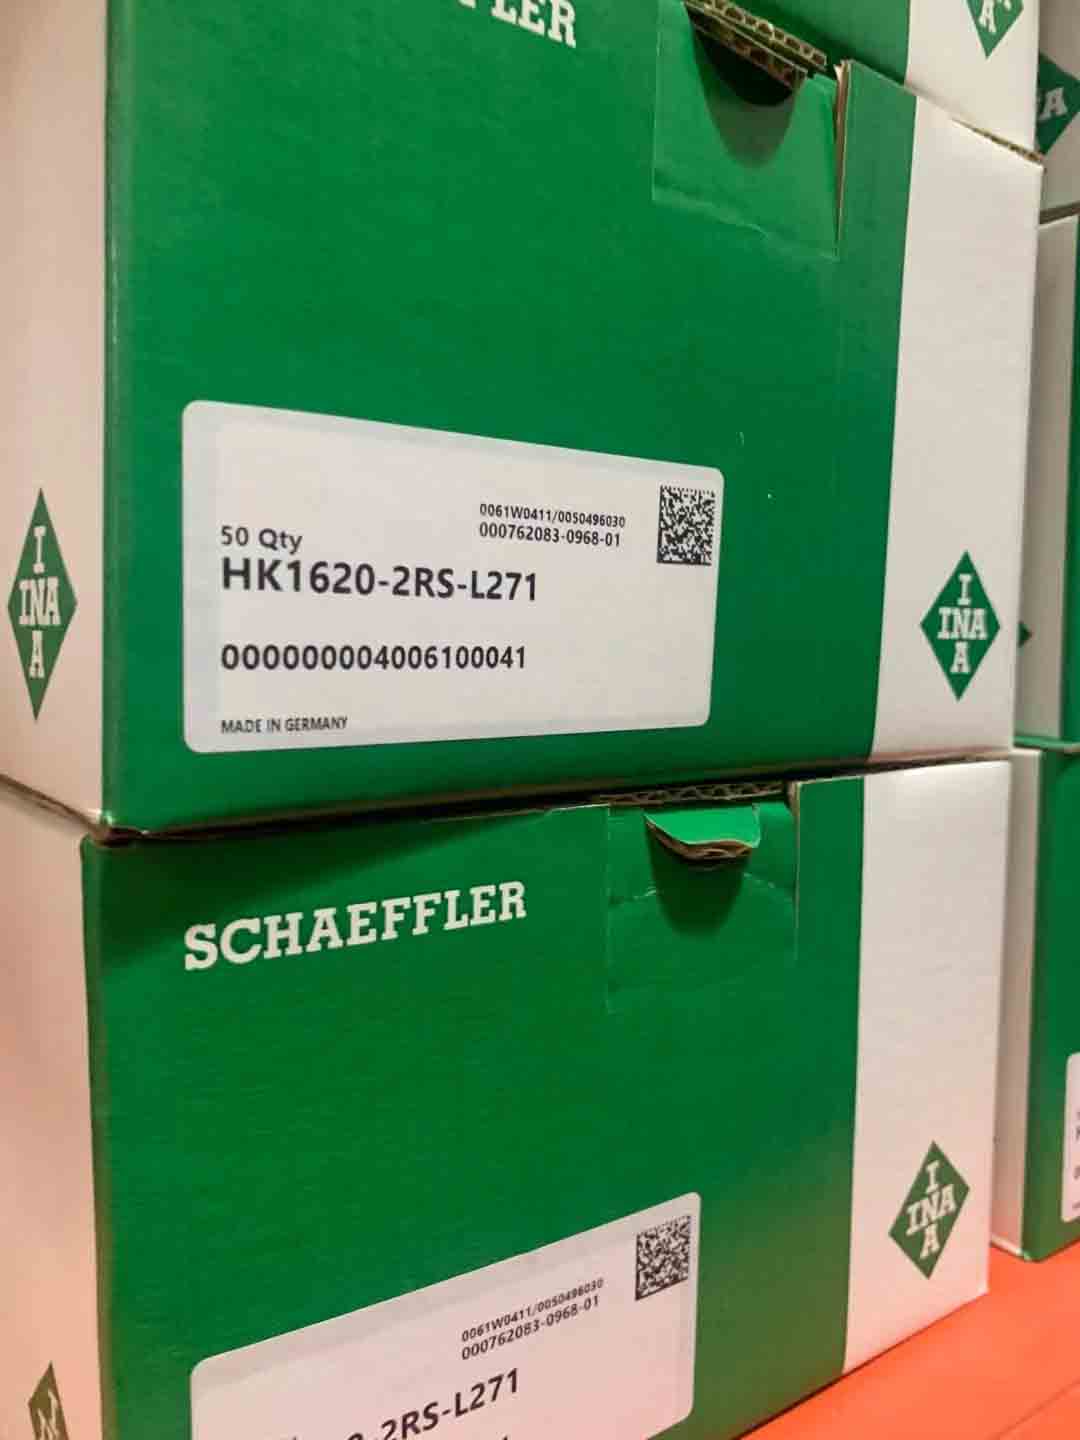 INA
50 Qty
0061W0411/0050496030
000762083-0968-01
HK1620-2RS-L271
000000004006100041
MADE IN GERMANY
I
INA
A
I
INA
A
SCHAEFFLER
I
INA
A
0061W0411/0050496030
000762083-0968-01
-2RS-L271